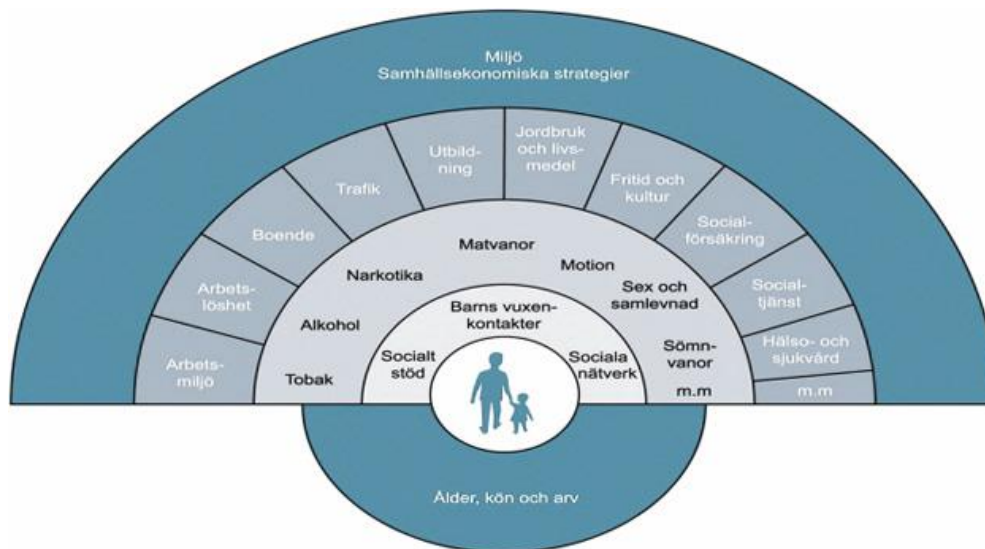 Miljö
Samhällsekonomiska strategier
Arbets-
miljö
Arbets-
löshet
Boende
Trafik
Utbild-
ning
Jordbruk
och livs-
medel
Fritid och
kultur
Social-
försäkring
Social-
tjänst
Hälso- och
sjukvård
m.m
Tobak
Alkohol
Narkotika
Matvanor
Motion
Sex och
samlevnad
Sömn-
vanor
m.m
Socialt
stöd
Barns vuxen-
kontakter
Sociala
nätverk
Ålder, kön och arv